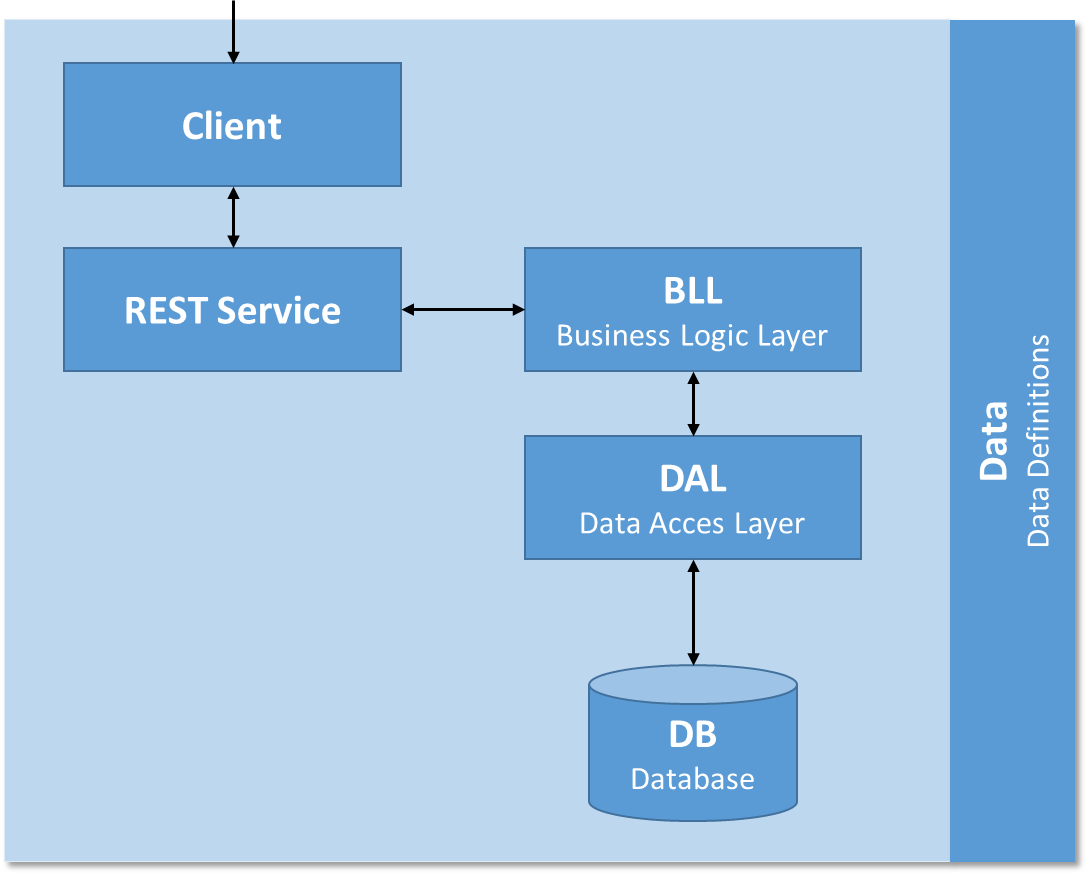 Client
REST Service
BLL
Business Logic Layer
DAL
Data Acces Layer
DB
Database
Data
Data Definitions